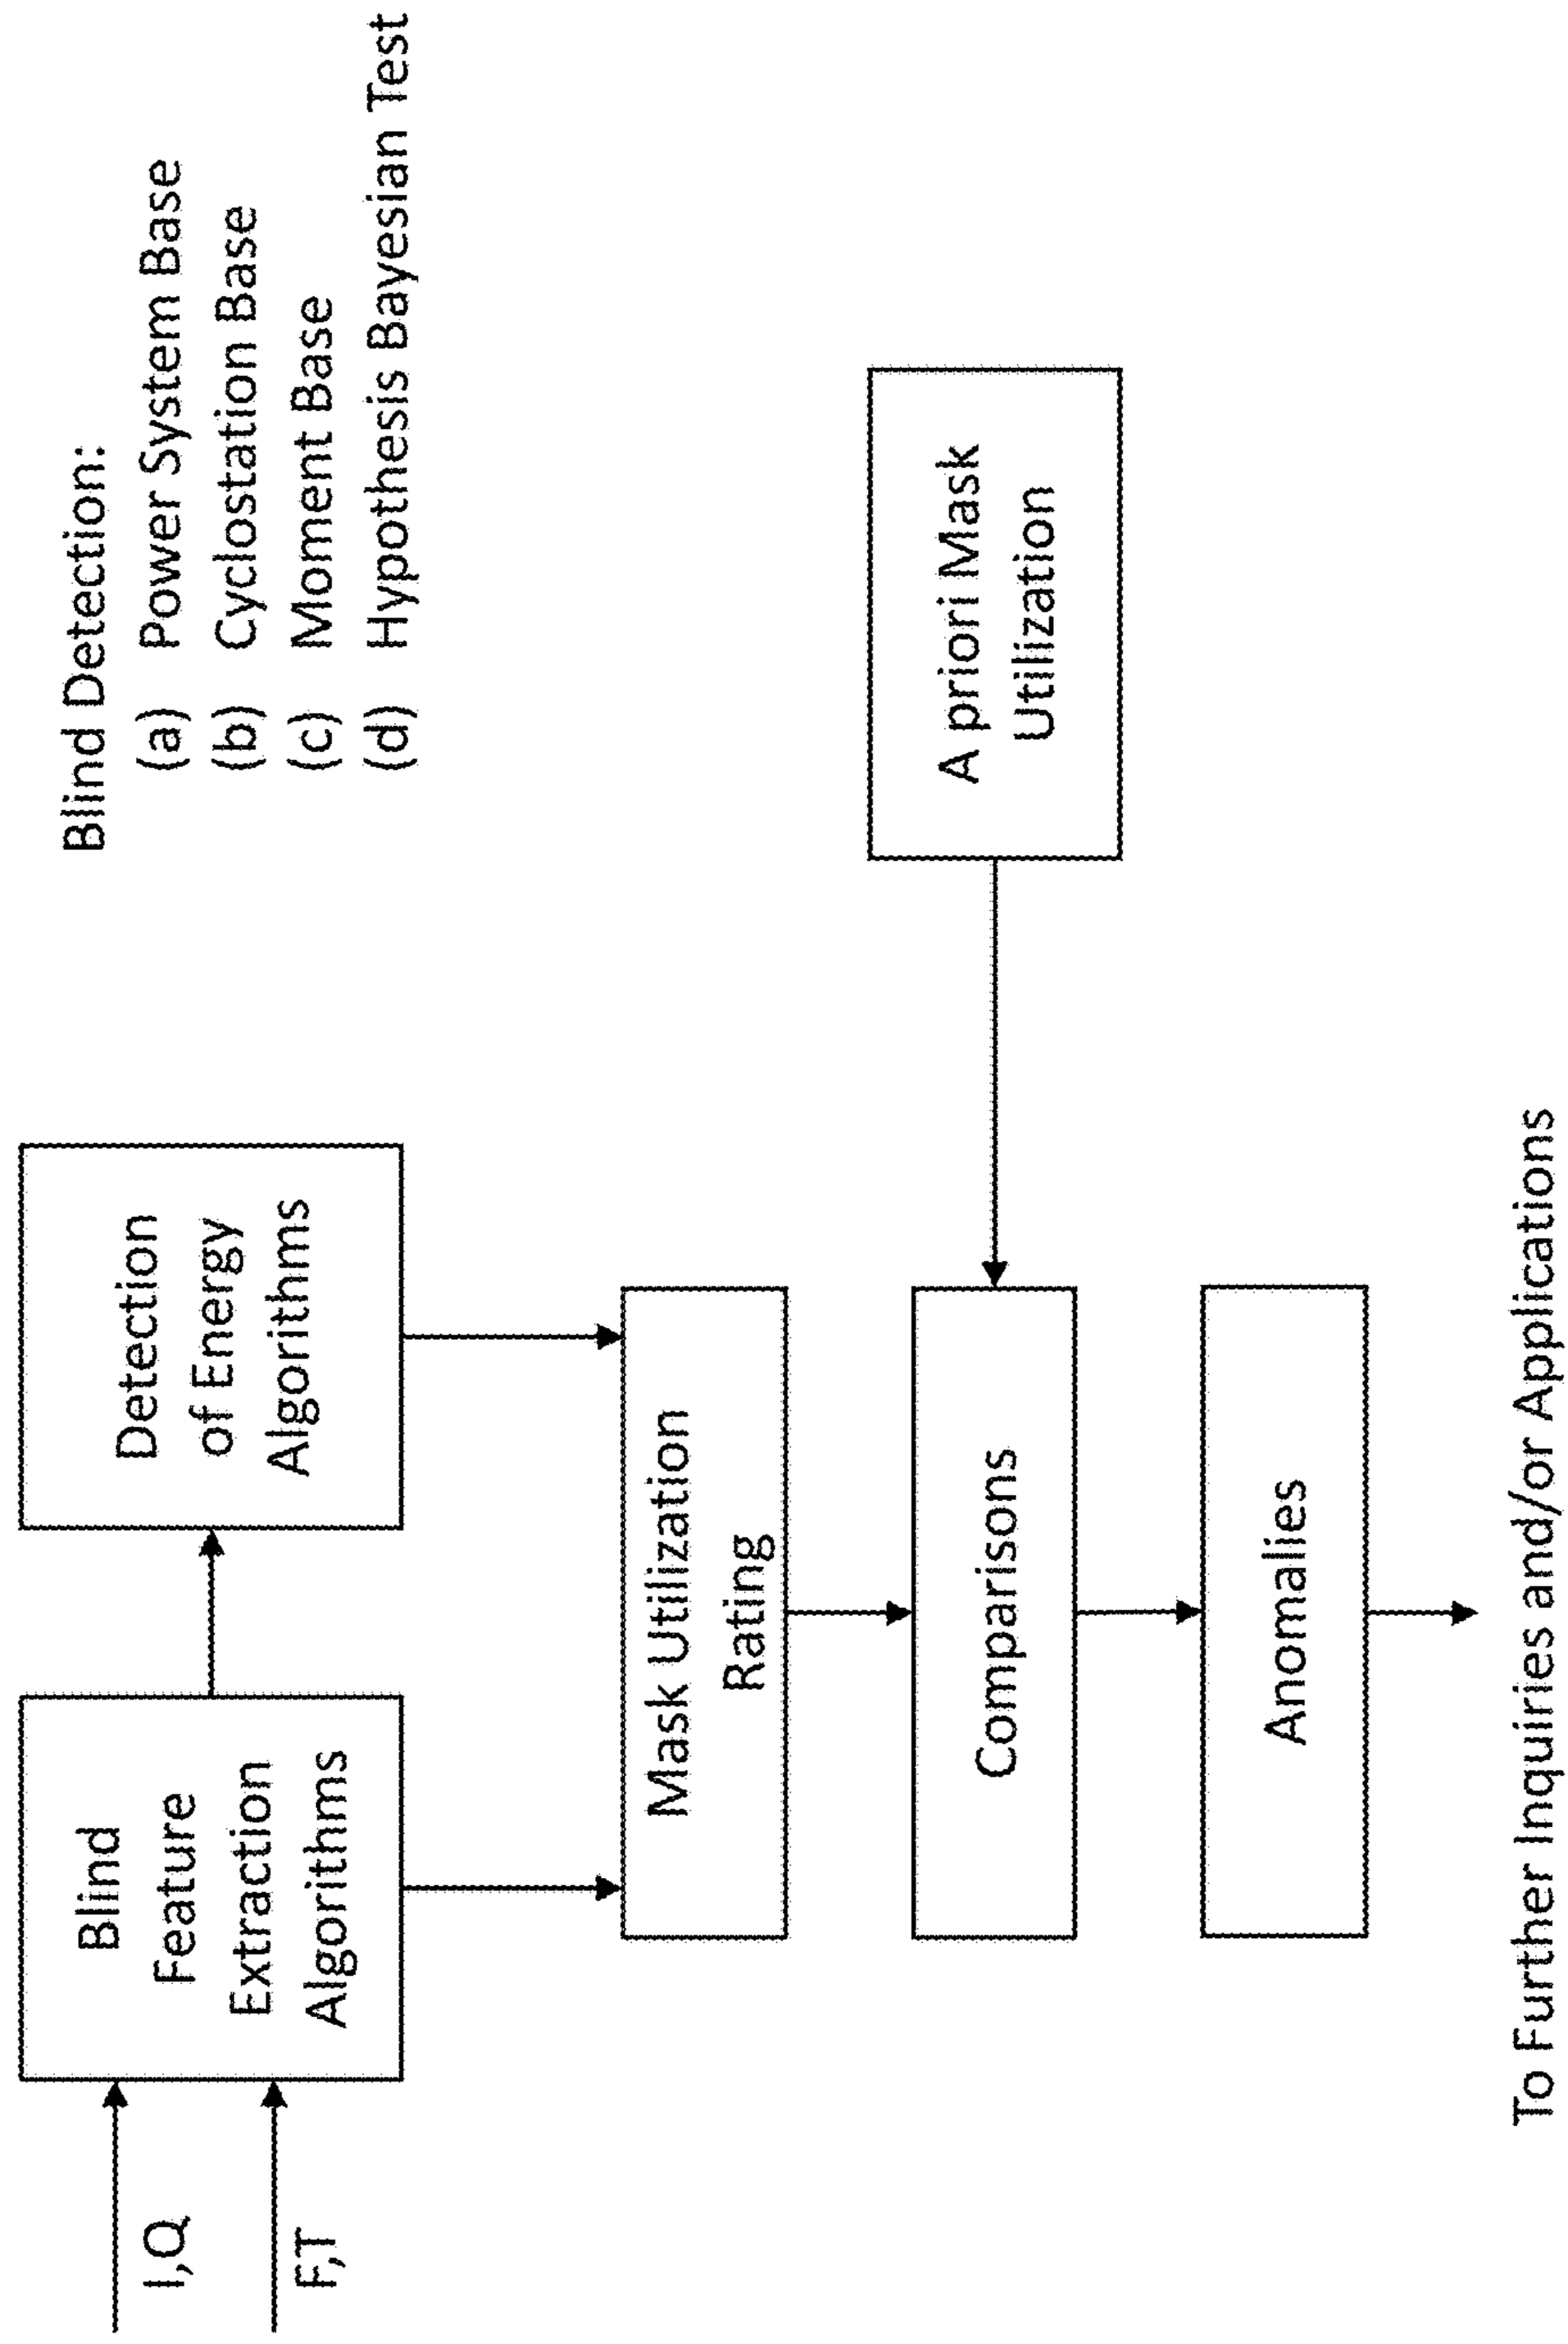 I,Q
F,T
Blind
Feature
Extraction
Algorithms
Detection
of Energy
Algorithms
Blind Detection:
(a) Power System Base
(b) Cyclostation Base
(c) Moment Base
(d) Hypothesis Bayesian Test
Mask Utilization
Rating
Comparisons
A priori Mask
Utilization
Anomalies
To Further Inquiries and/or Applications